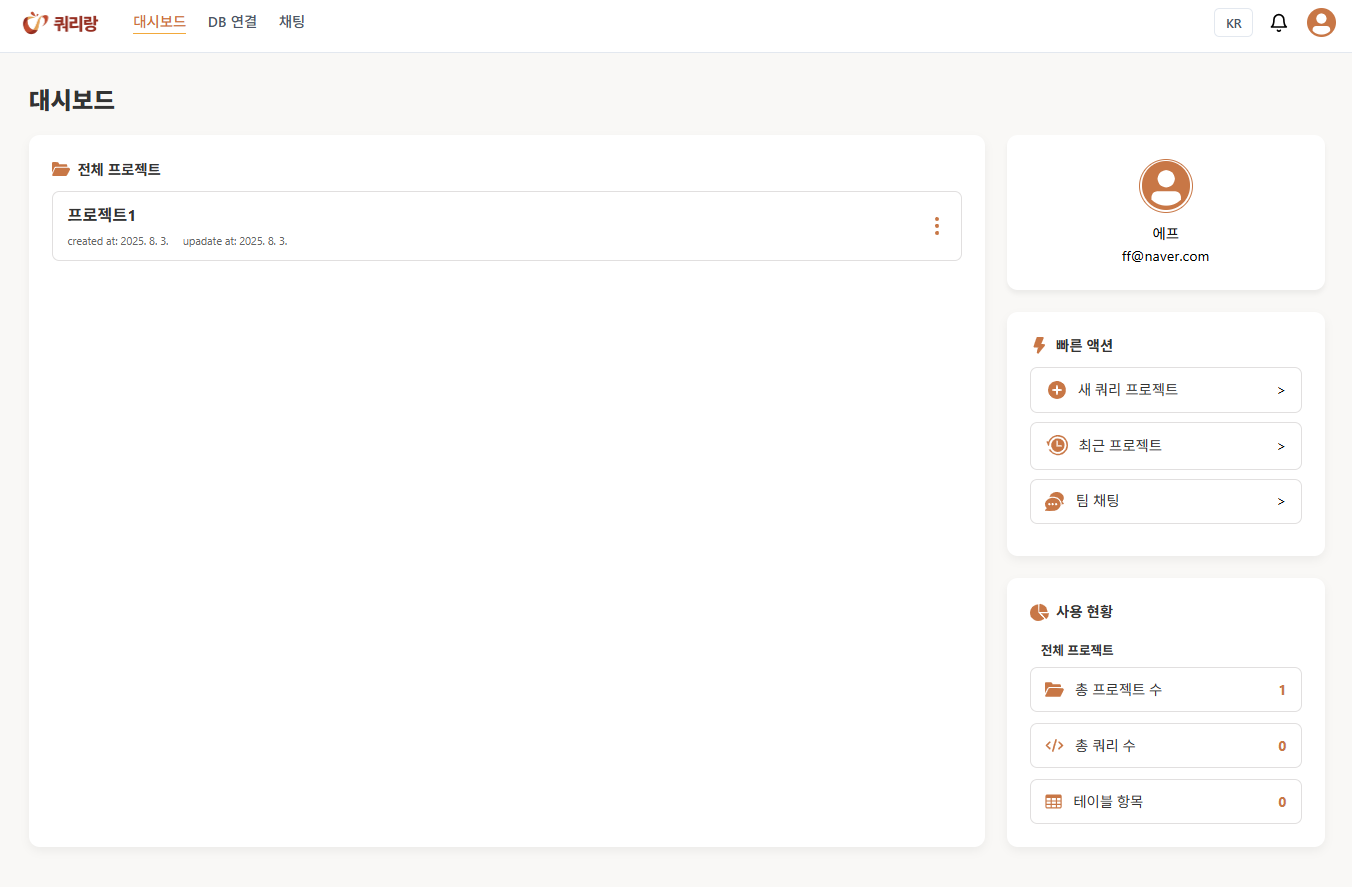 쿼리랑 대시보드 DB 연결 채팅 KR
대시보드
전체 프로젝트
프로젝트1
created at: 2025. 8. 3. upadate at: 2025. 8. 3.
에프
ff@naver.com
빠른 액션
새 쿼리 프로젝트 >
최근 프로젝트 >
팀 채팅 >
사용 현황
전체 프로젝트
총 프로젝트 수 1
총 쿼리 수 0
테이블 항목 0